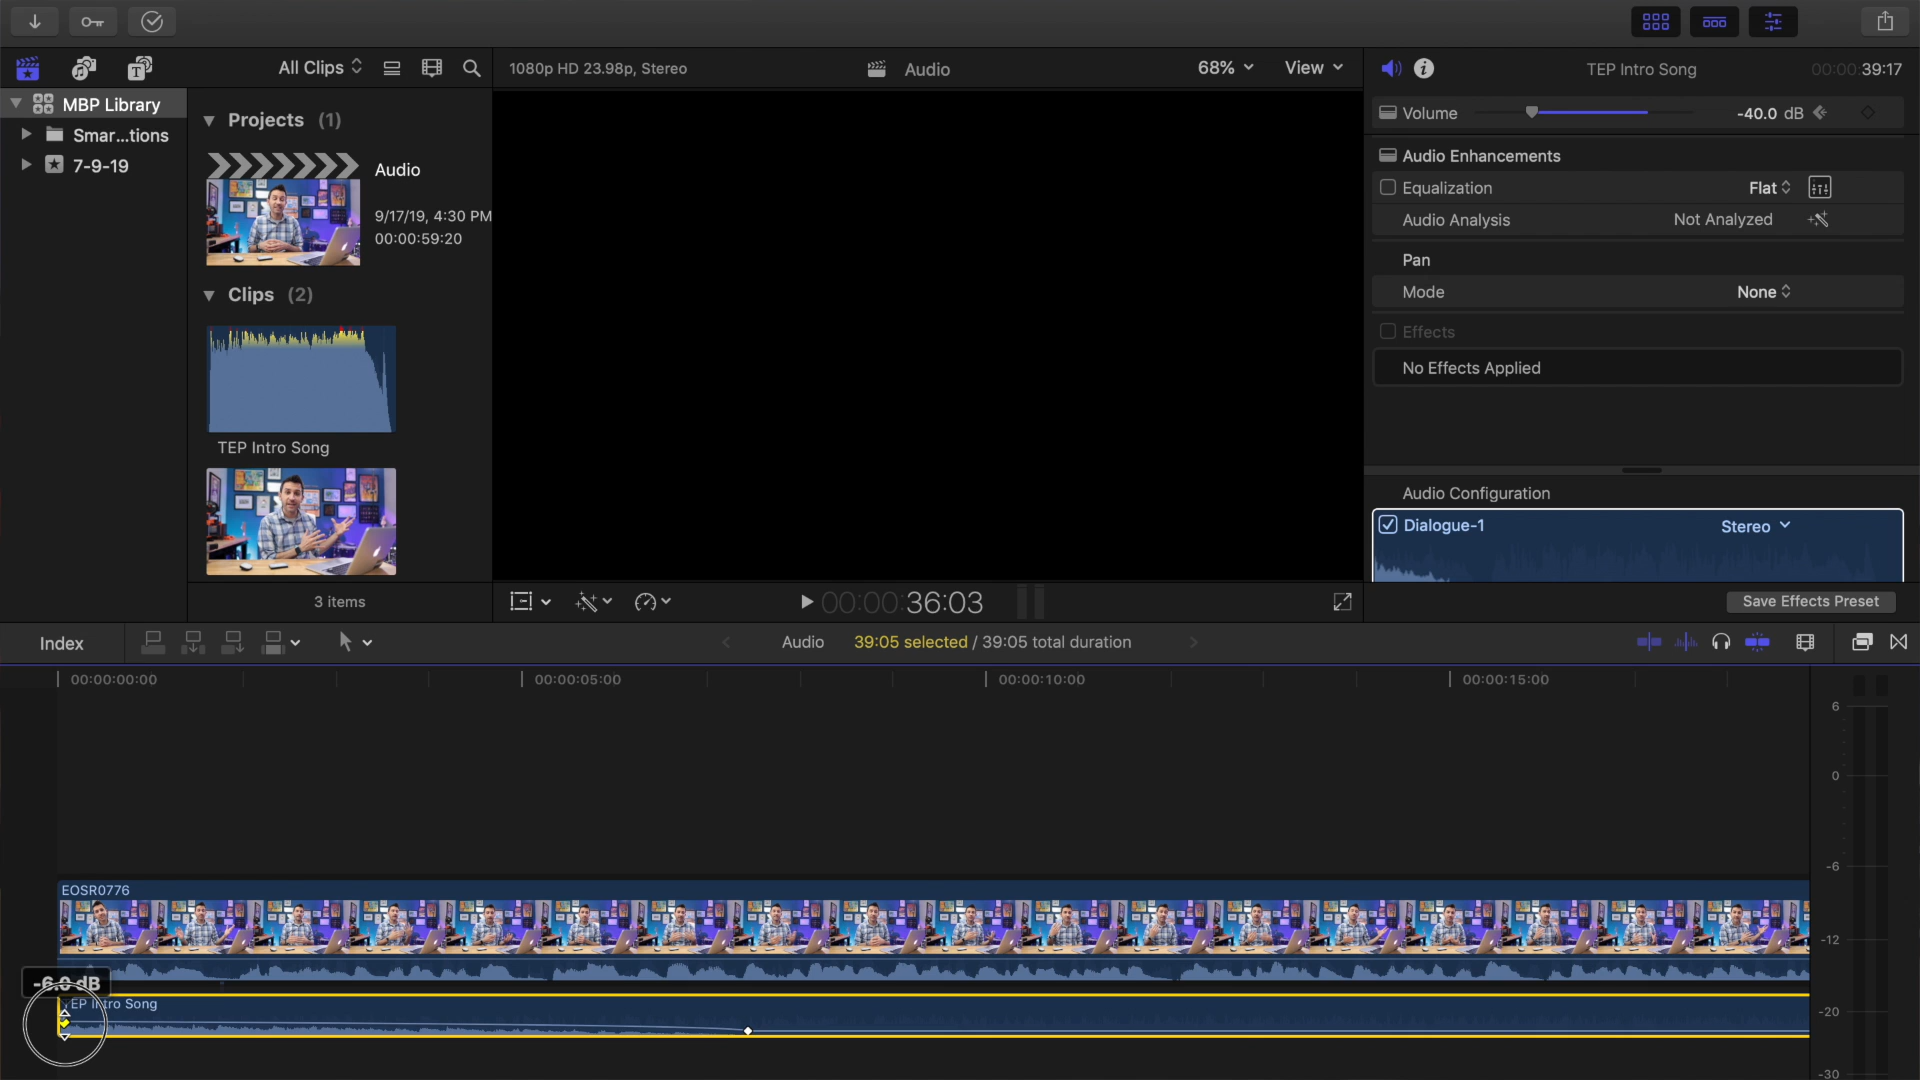 All Clips
1080p HD 23.98p, Stereo
Audio
68%
View
TEP Intro Song
00:00:39:17
MBP Library
Smar...tions
7-9-19
Projects (1)
Audio
9/17/19, 4:30 PM
00:00:59:20
Clips (2)
TEP Intro Song
3 items
Volume
-40.0 dB
Audio Enhancements
Equalization
Flat
Audio Analysis
Not Analyzed
Pan
Mode
None
Effects
No Effects Applied
Audio Configuration
Dialogue-1
Stereo
Save Effects Preset
00:00:36:03
Index
Audio
39:05 selected / 39:05 total duration
00:00:00:00
00:00:05:00
00:00:10:00
00:00:15:00
6
0
-6
-12
-20
-30
EOSR0776
-6.0 dB
EP Intro Song